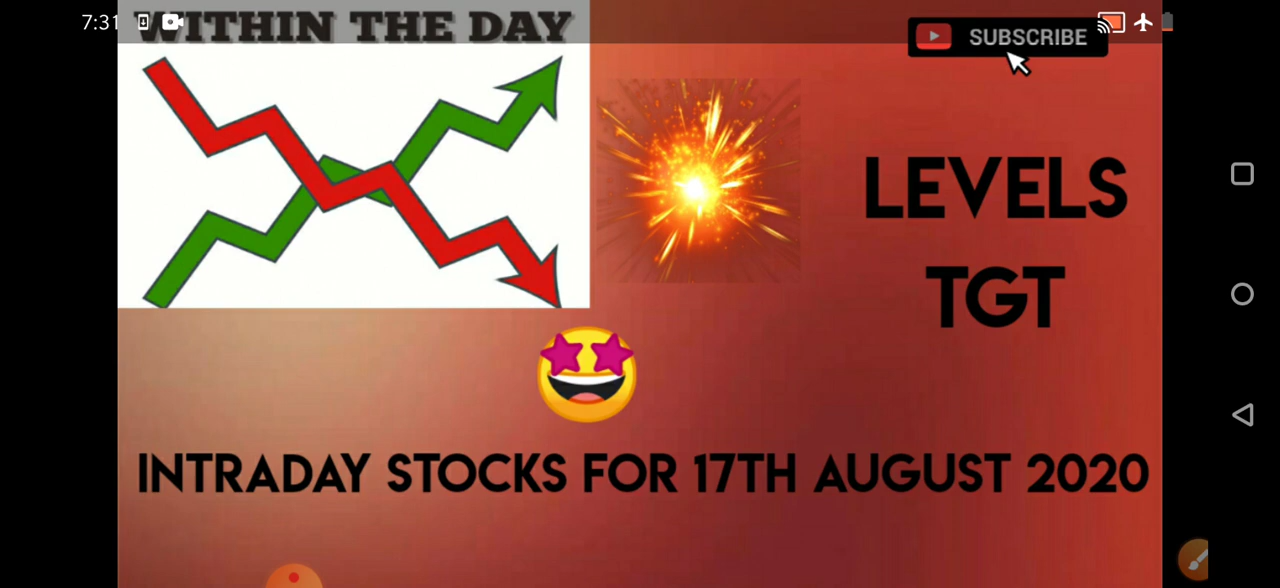 7:31
WITHIN THE DAY
SUBSCRIBE
LEVELS
TGT
INTRADAY STOCKS FOR 17TH AUGUST 2020